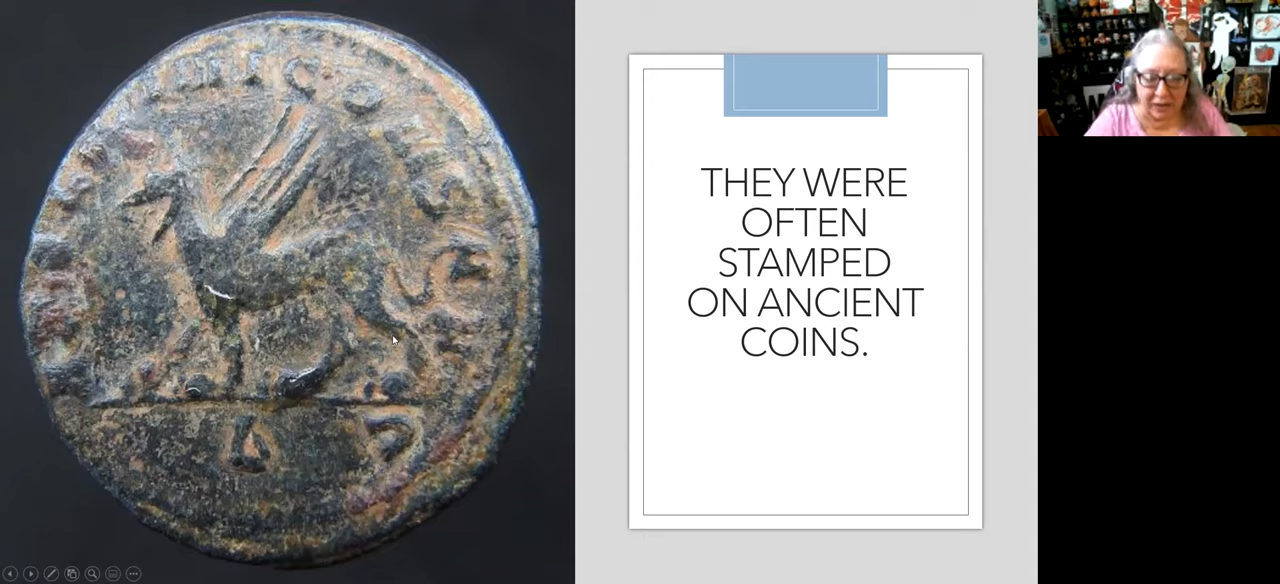 THEY WERE
OFTEN
STAMPED
ON ANCIENT
COINS.